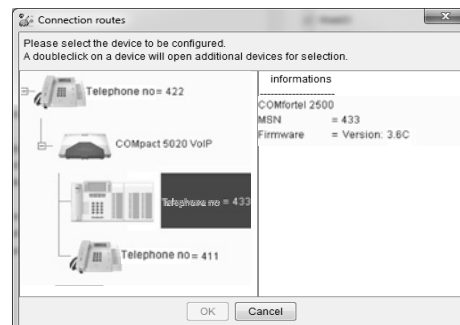 Connection routes
Please select the device to be configured.
A doubleclick on a device will open additional devices for selection.
Telephone no= 422
COMpact 5020 VoIP
Telephone no = 433
Telephone no= 411
informations
--------------------
COMfortel 2500
MSN = 433
Firmware = Version: 3.6C
OK
Cancel